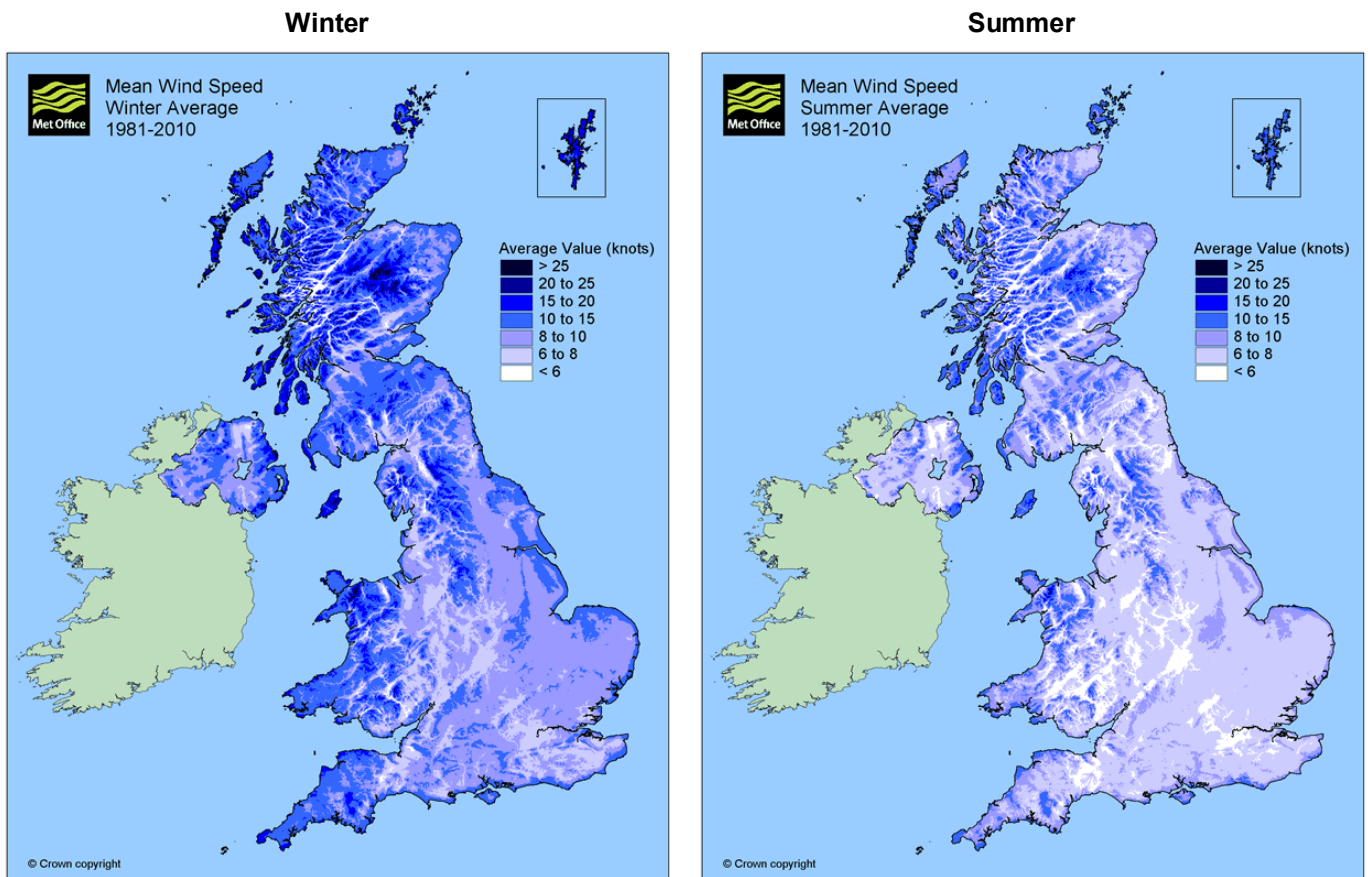 Winter
Mean Wind Speed
Winter Average
1981-2010
Met Office
Average Value (knots)
> 25
20 to 25
15 to 20
10 to 15
8 to 10
6 to 8
< 6
© Crown copyright
Summer
Mean Wind Speed
Summer Average
1981-2010
Met Office
Average Value (knots)
> 25
20 to 25
15 to 20
10 to 15
8 to 10
6 to 8
< 6
© Crown copyright